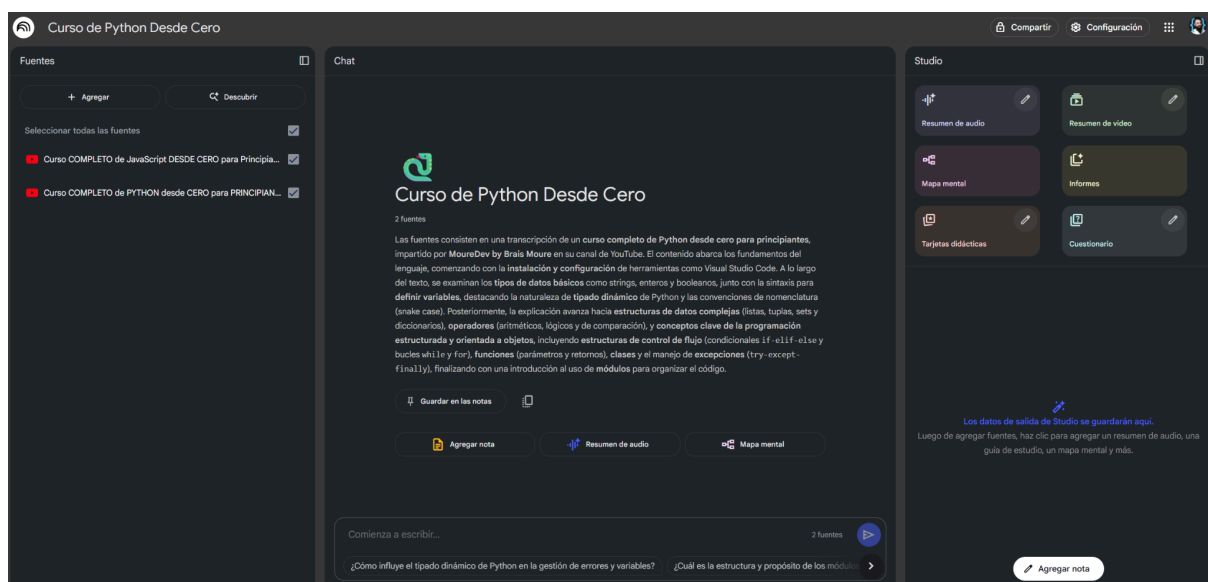 Curso de Python Desde Cero
Compartir
Configuración
Fuentes
+ Agregar
Descubrir
Seleccionar todas las fuentes
Curso COMPLETO de JavaScript DESDE CERO para Principia...
Curso COMPLETO de PYTHON desde CERO para PRINCIPIAN...
Chat
Curso de Python Desde Cero
2 fuentes
Las fuentes consisten en una transcripción de un curso completo de Python desde cero para principiantes,
impartido por MoureDev by Brais Moure en su canal de YouTube. El contenido abarca los fundamentos del
lenguaje, comenzando con la instalación y configuración de herramientas como Visual Studio Code. A lo largo
del texto, se examinan los tipos de datos básicos como strings, enteros y booleanos, junto con la sintaxis para
definir variables, destacando la naturaleza de tipado dinámico de Python y las convenciones de nomenclatura
(snake case). Posteriormente, la explicación avanza hacia estructuras de datos complejas (listas, tuplas, sets y
diccionarios), operadores (aritméticos, lógicos y de comparación), y conceptos clave de la programación
estructurada y orientada a objetos, incluyendo estructuras de control de flujo (condicionales if-elif-else y
bucles while y for), funciones (parámetros y retornos), clases y el manejo de excepciones (try-except-
finally), finalizando con una introducción al uso de módulos para organizar el código.
Guardar en las notas
Agregar nota
Resumen de audio
Mapa mental
Comienza a escribir...
2 fuentes
¿Cómo influye el tipado dinámico de Python en la gestión de errores y variables?
¿Cuál es la estructura y propósito de los módulo
Studio
Resumen de audio
Resumen de video
Mapa mental
Informes
Tarjetas didácticas
Cuestionario
Los datos de salida de Studio se guardarán aquí.
Luego de agregar fuentes, haz clic para agregar un resumen de audio, una
guía de estudio, un mapa mental y más.
Agregar nota